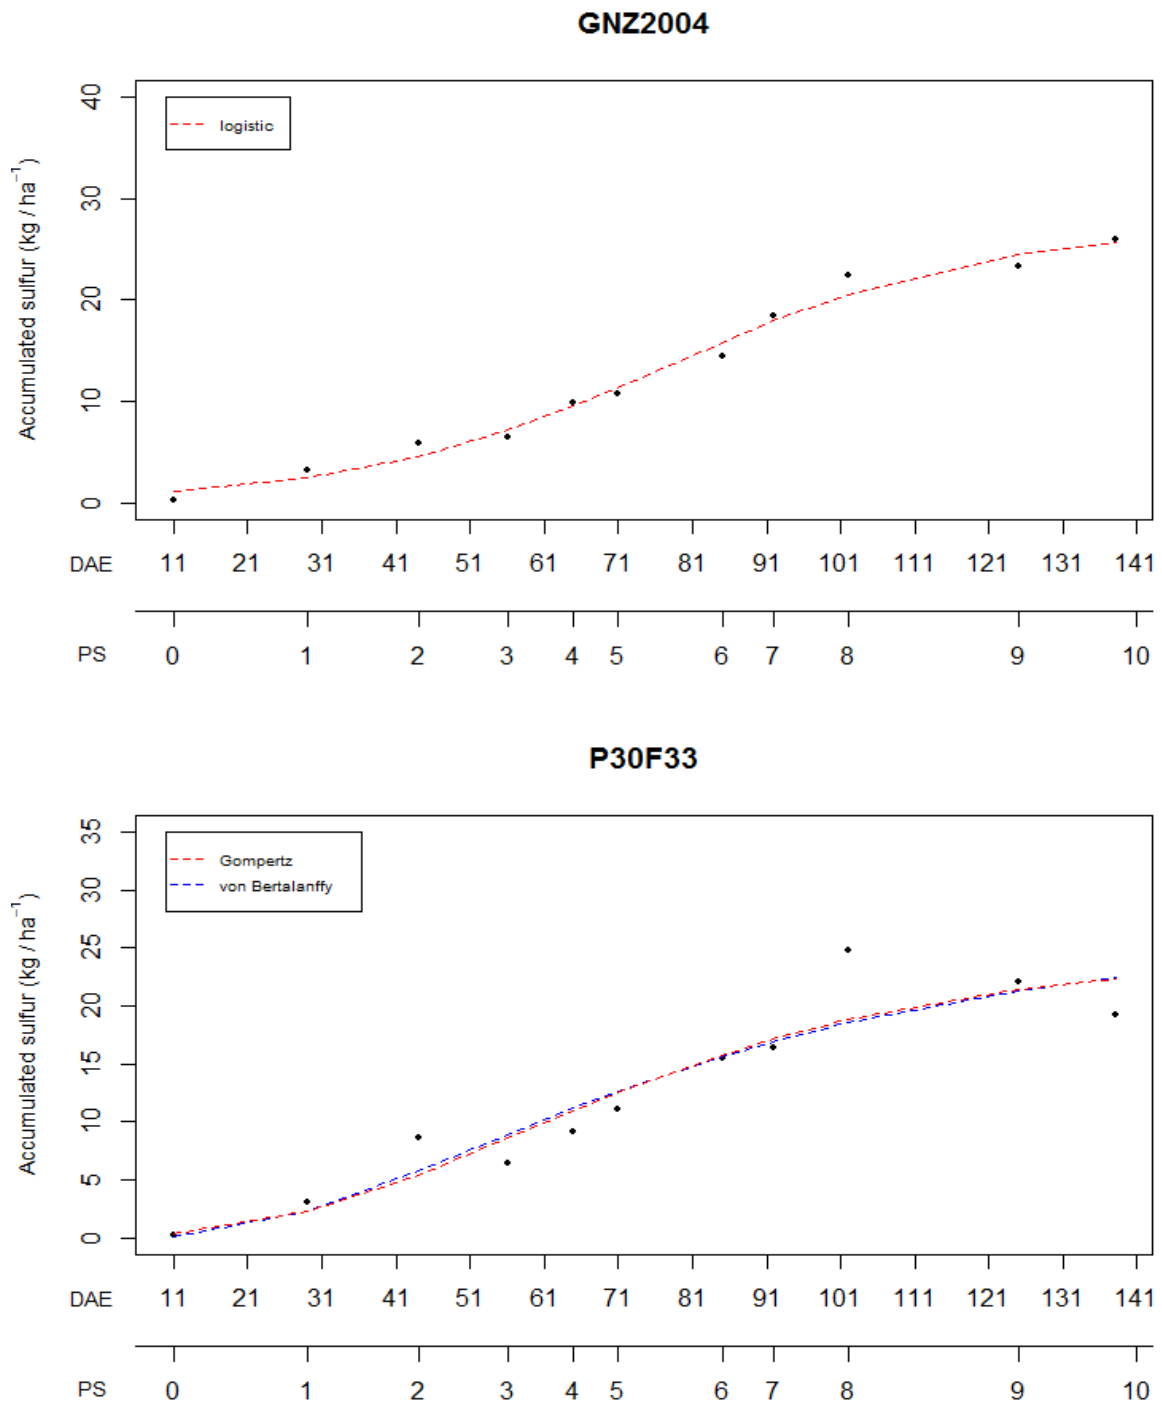 GNZ2004
Accumulated sulfur (kg / ha⁻¹)
40
30
20
10
0
logistic
DAE 11 21 31 41 51 61 71 81 91 101 111 121 131 141
PS 0 1 2 3 4 5 6 7 8 9 10
P30F33
Accumulated sulfur (kg / ha⁻¹)
35
30
25
20
15
10
5
0
Gompertz
von Bertalanffy
DAE 11 21 31 41 51 61 71 81 91 101 111 121 131 141
PS 0 1 2 3 4 5 6 7 8 9 10